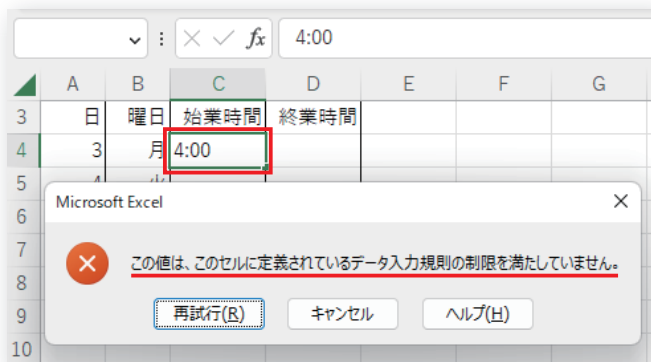 fx 4:00
A B C D E F G
3 日 曜日 始業時間 終業時間
4 3 月 4:00
5
6 Microsoft Excel
7 この値は、このセルに定義されているデータ入力規則の制限を満たしていません。
8
9 再試行(R) キャンセル ヘルプ(H)
10